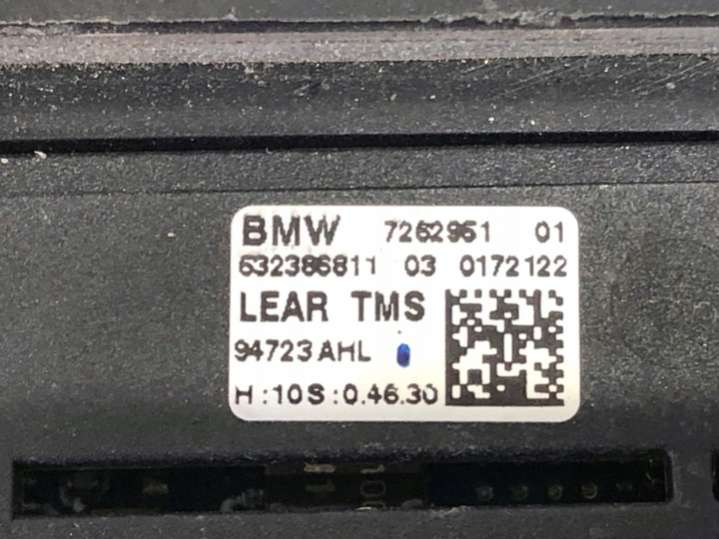 BMW 7262951 01
632386811 03 0172122
LEAR TMS
94723AHL
H:10S:0.46.30